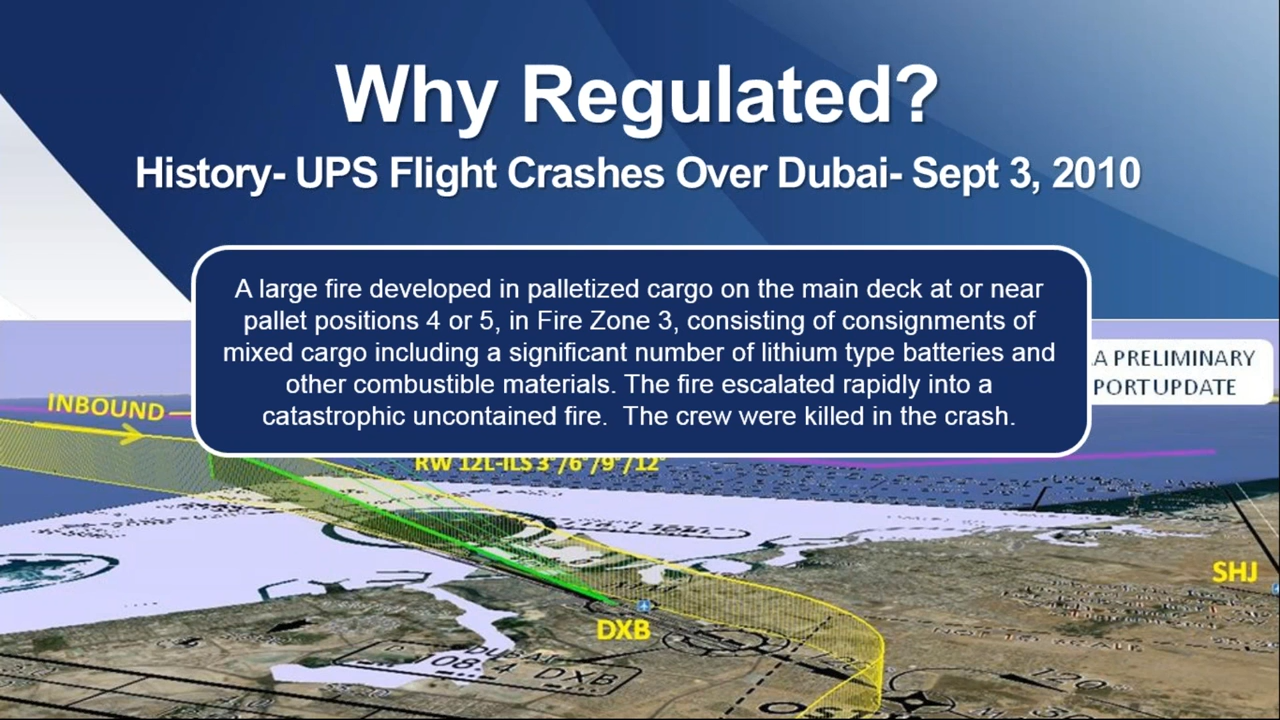 Why Regulated?
History- UPS Flight Crashes Over Dubai- Sept 3, 2010
A large fire developed in palletized cargo on the main deck at or near
pallet positions 4 or 5, in Fire Zone 3, consisting of consignments of
mixed cargo including a significant number of lithium type batteries and
other combustible materials. The fire escalated rapidly into a
catastrophic uncontained fire. The crew were killed in the crash.
A PRELIMINARY
PORT UPDATE
INBOUND
RW 12L-ILS 3°/6°/9°/12°
SHJ
DXB
DXB